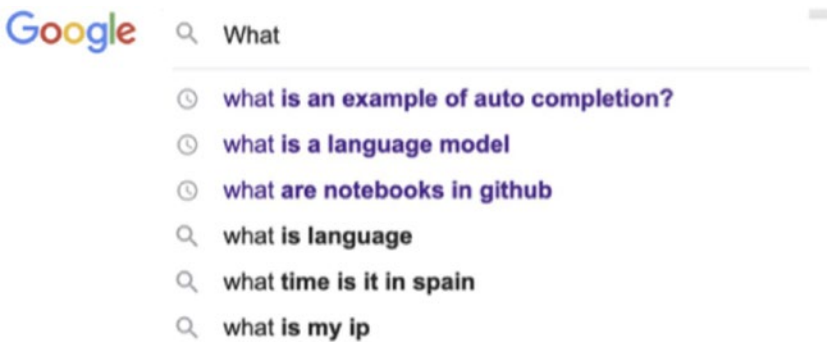 Google What
what is an example of auto completion?
what is a language model
what are notebooks in github
what is language
what time is it in spain
what is my ip